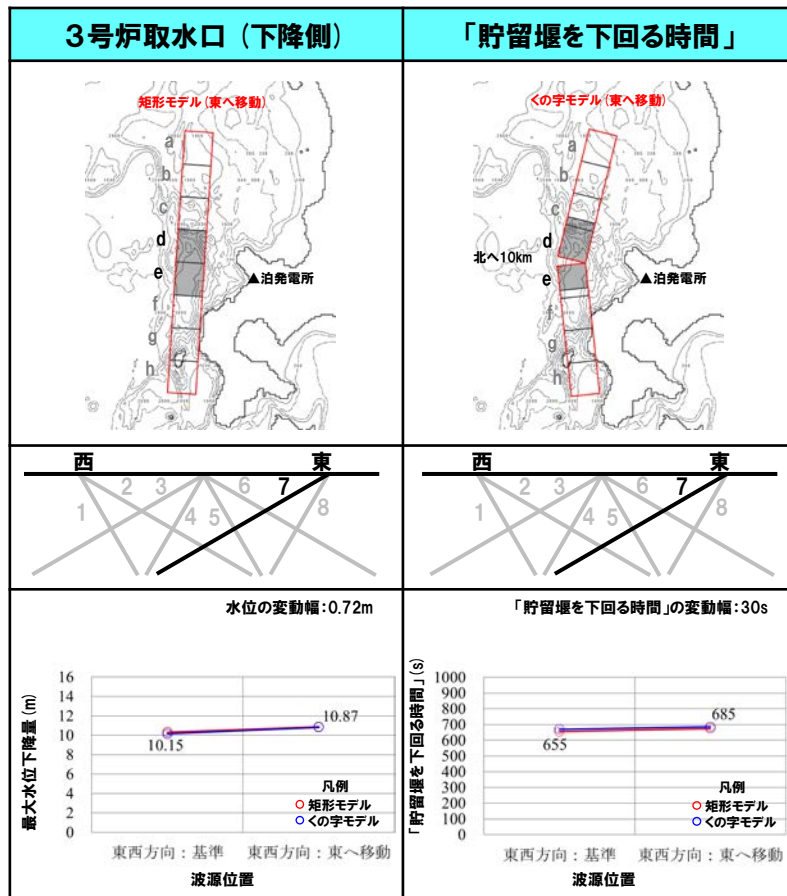 3号炉取水口（下降側）
「貯留堰を下回る時間」
矩形モデル（東へ移動）
a
b
c
d
e
f
g
h
▲泊発電所
くの字モデル（東へ移動）
a
b
c
d
北へ10km
e
f
g
h
▲泊発電所
西 東
1 2 3 4 5 6 7 8
西 東
1 2 3 4 5 6 7 8
水位の変動幅：0.72m
最大水位下降量(m)
16
14
12
10
8
6
4
2
0
10.15
10.87
凡例
矩形モデル
くの字モデル
東西方向：基準 東西方向：東へ移動
波源位置
「貯留堰を下回る時間」の変動幅：30s
「貯留堰を下回る時間」(s)
1000
900
800
700
600
500
400
300
200
100
0
655
685
凡例
矩形モデル
くの字モデル
東西方向：基準 東西方向：東へ移動
波源位置